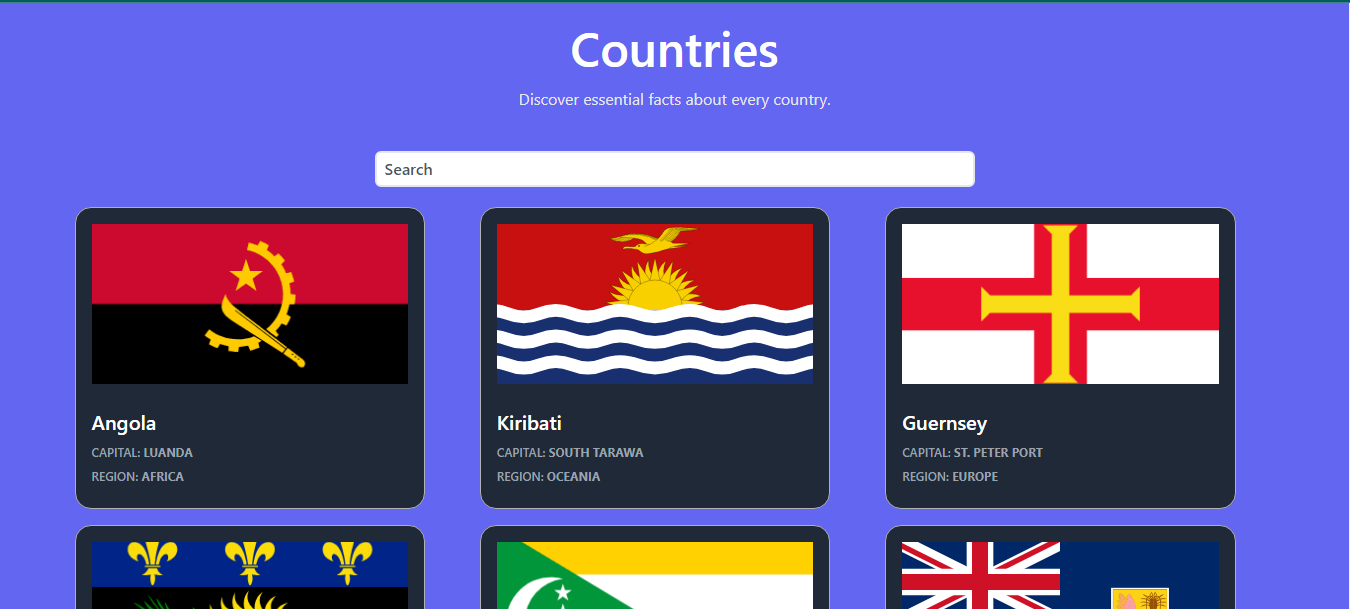 Countries
Discover essential facts about every country.
Search
Angola
CAPITAL: LUANDA
REGION: AFRICA
Kiribati
CAPITAL: SOUTH TARAWA
REGION: OCEANIA
Guernsey
CAPITAL: ST. PETER PORT
REGION: EUROPE